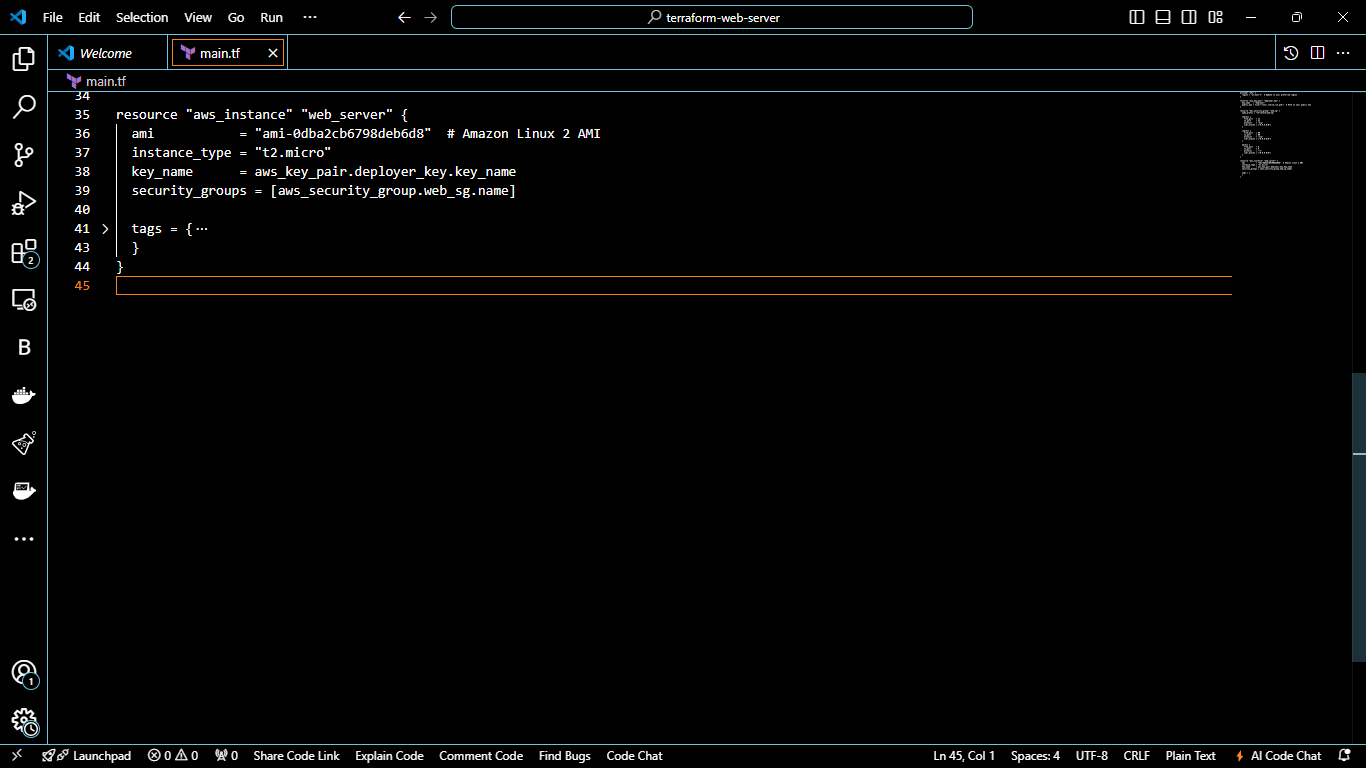 File Edit Selection View Go Run ···
terraform-web-server
Welcome
main.tf
main.tf
34
35 resource "aws_instance" "web_server" {
36 ami = "ami-0dba2cb6798deb6d8" # Amazon Linux 2 AMI
37 instance_type = "t2.micro"
38 key_name = aws_key_pair.deployer_key.key_name
39 security_groups = [aws_security_group.web_sg.name]
40
41 tags = {···
43 }
44 }
45
2
B
1
Launchpad 0 0 0 Share Code Link Explain Code Comment Code Find Bugs Code Chat Ln 45, Col 1 Spaces: 4 UTF-8 CRLF Plain Text AI Code Chat